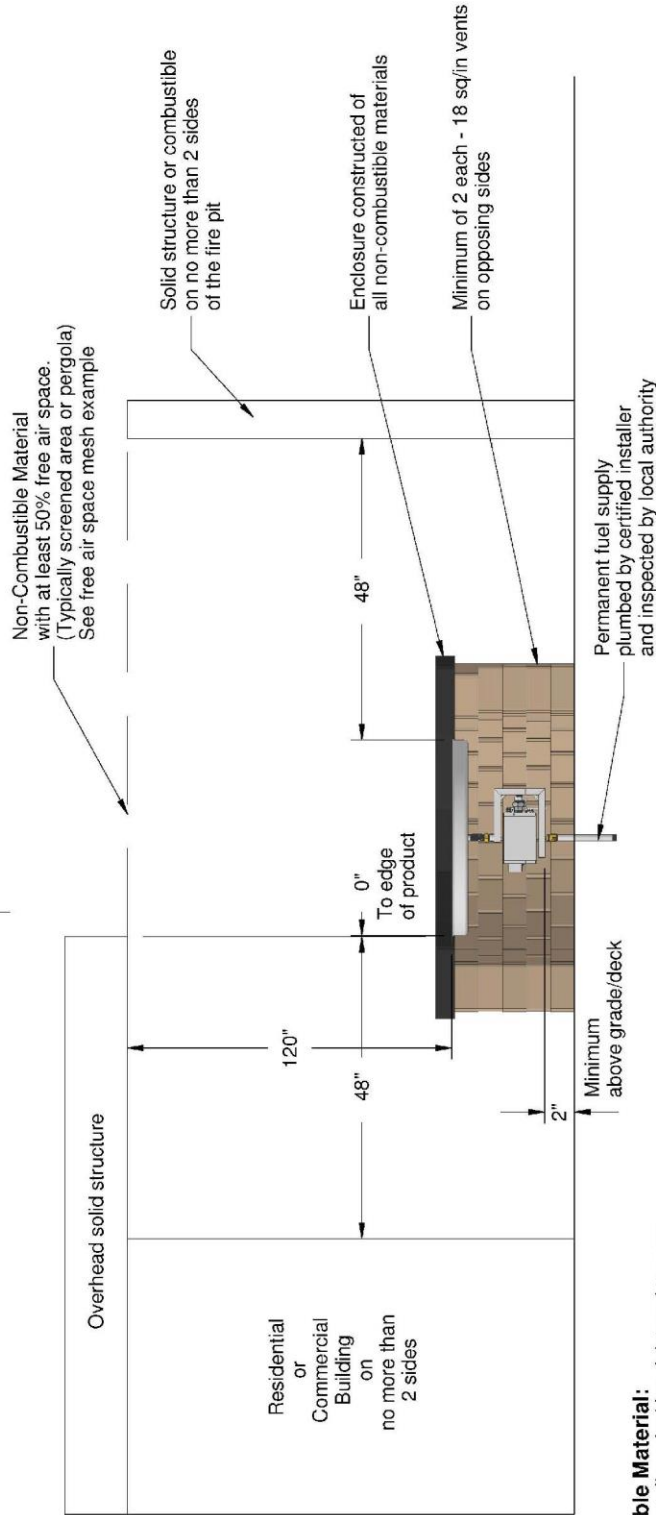 Non-Combustible Material
with at least 50% free air space.
(Typically screened area or pergola)
See free air space mesh example
Solid structure or combustible
on no more than 2 sides
of the fire pit
Overhead solid structure
Enclosure constructed of
all non-combustible materials
Minimum of 2 each - 18 sq/in vents
on opposing sides
Residential
or
Commercial
Building
on
no more than
2 sides
120"
48"
48"
0"
To edge
of product
2"
Minimum
above grade/deck
Permanent fuel supply
plumbed by certified installer
and inspected by local authority
ble Material: